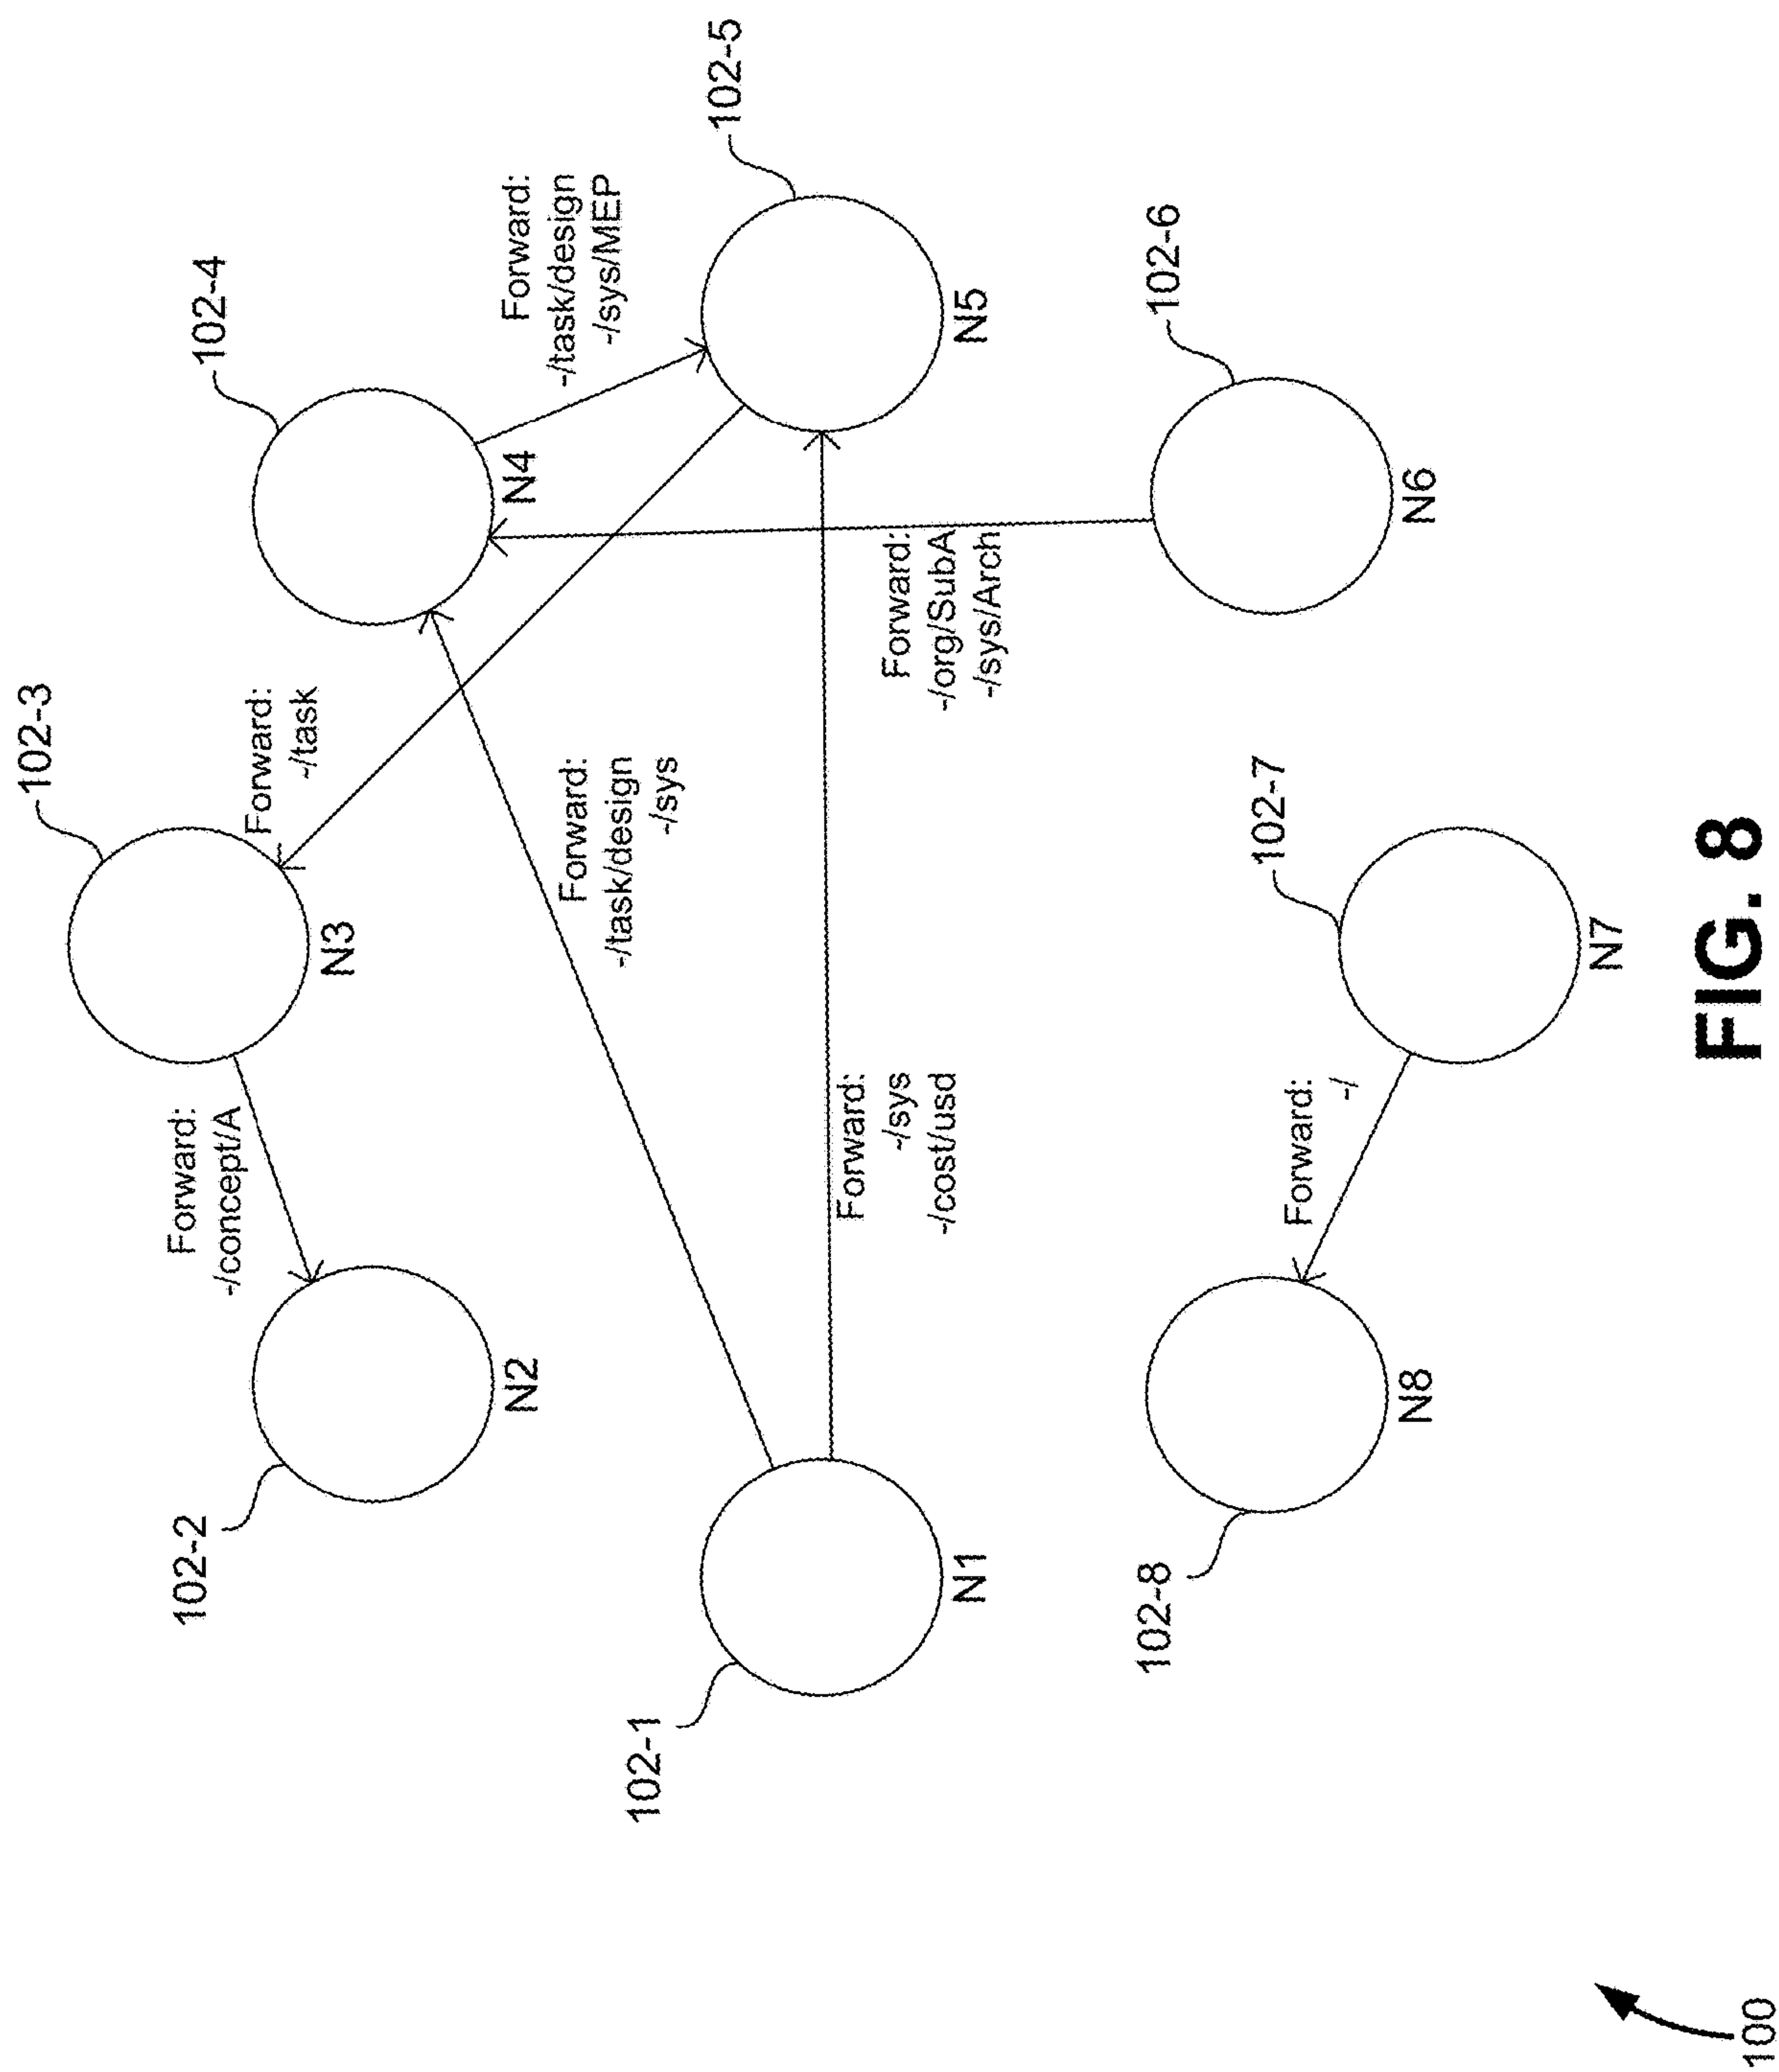 102-3
102-4
102-2
102-5
N3
N4
N2
N5
Forward:
-/concept/A
Forward:
-/task
Forward:
-/task/design
-/sys/MEP
102-1
N1
Forward:
-/task/design
-/sys
Forward:
-/sys
-/cost/usd
Forward:
-/org/SubA
-/sys/Arch
102-6
N6
102-8
N8
Forward:
-/
102-7
N7
100
FIG. 8